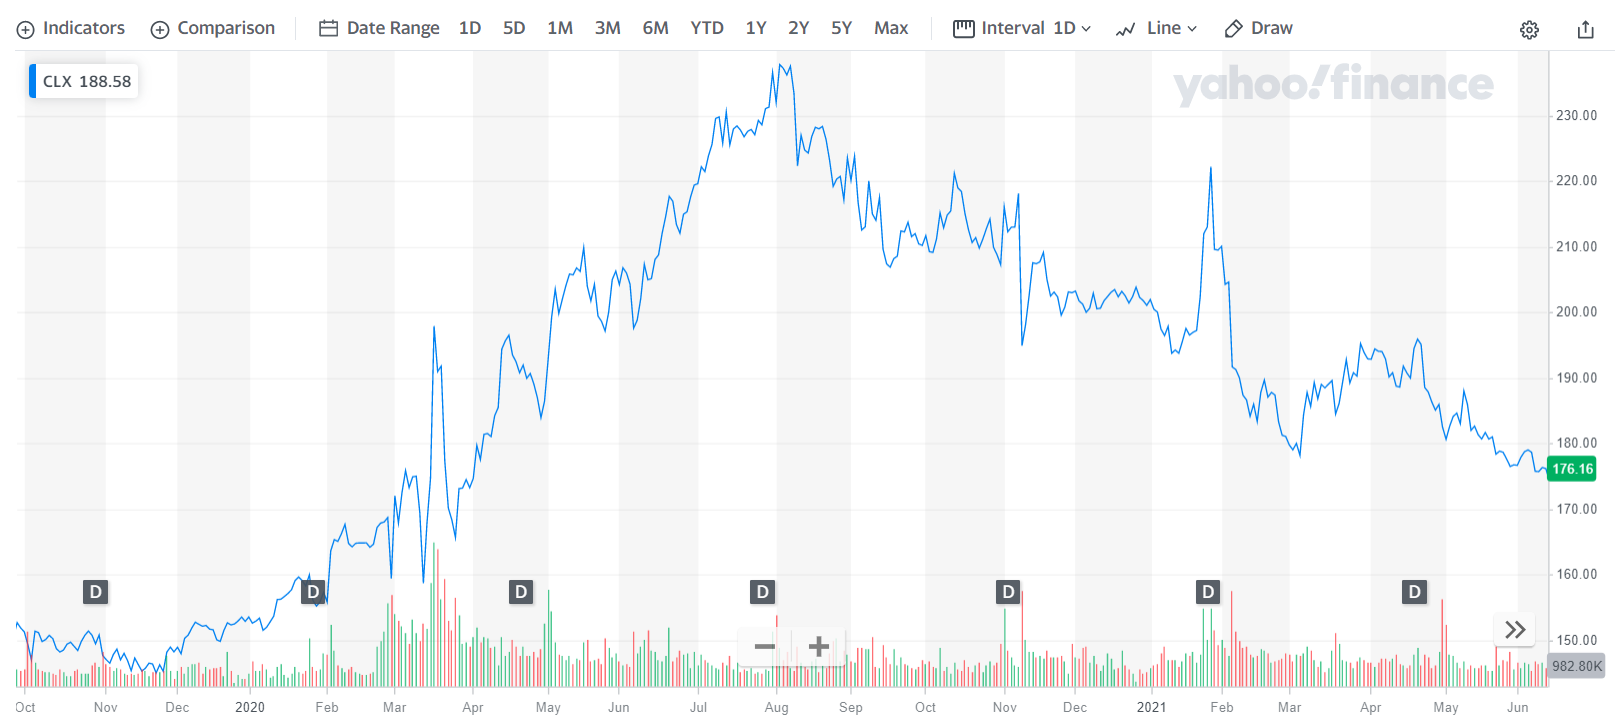 Indicators Comparison Date Range 1D 5D 1M 3M 6M YTD 1Y 2Y 5Y Max Interval 1D Line Draw
CLX 188.58
yahoo!finance
230.00
220.00
210.00
200.00
190.00
180.00
176.16
170.00
160.00
D D D D D D D
150.00
982.80K
Oct Nov Dec 2020 Feb Mar Apr May Jun Jul Aug Sep Oct Nov Dec 2021 Feb Mar Apr May Jun